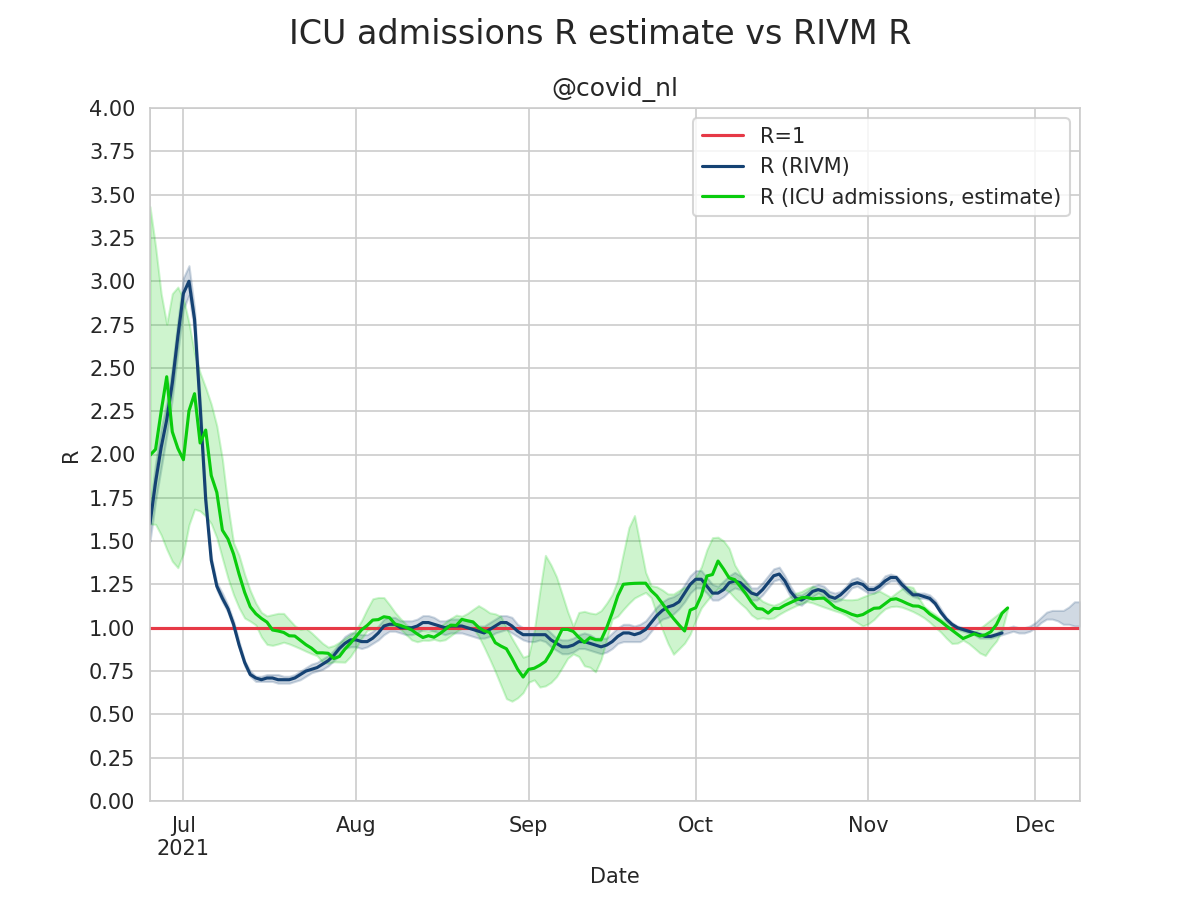 ICU admissions R estimate vs RIVM R
@covid_nl
R=1
R (RIVM)
R (ICU admissions, estimate)
4.00
3.75
3.50
3.25
3.00
2.75
2.50
2.25
2.00
1.75
1.50
1.25
1.00
0.75
0.50
0.25
0.00
R
Jul Aug Sep Oct Nov Dec
2021
Date